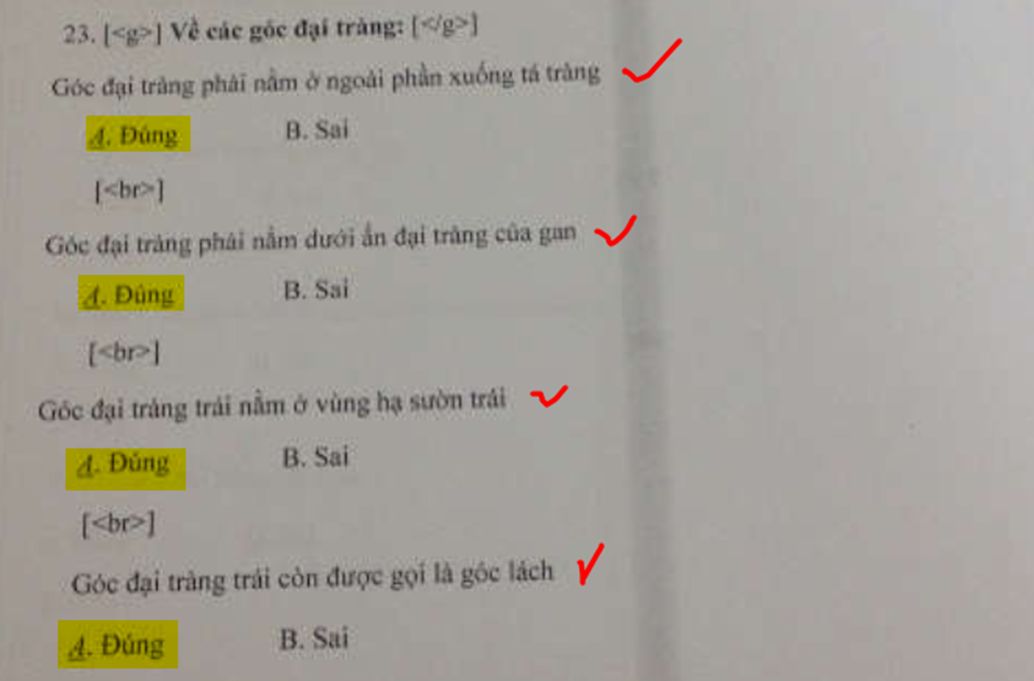 23. [<g>] Về các góc đại tràng: [</g>]
Góc đại tràng phải nằm ở ngoài phần xuống tá tràng
A. Đúng B. Sai
[<br>]
Góc đại tràng phải nằm dưới ấn đại tràng của gan
A. Đúng B. Sai
[<br>]
Góc đại tràng trái nằm ở vùng hạ sườn trái
A. Đúng B. Sai
[<br>]
Góc đại tràng trái còn được gọi là góc lách
A. Đúng B. Sai